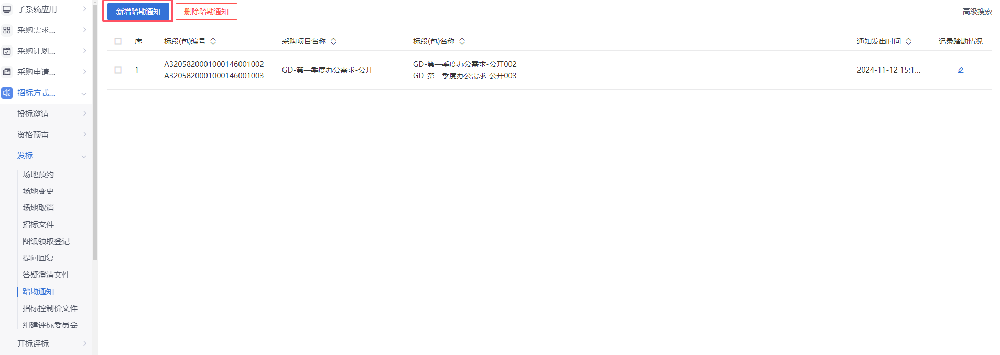 子系统应用
采购需求...
采购计划...
采购申请...
招标方式...
投标邀请
资格预审
发标
场地预约
场地变更
场地取消
招标文件
图纸领取登记
提问回复
答疑澄清文件
踏勘通知
招标控制价文件
组建评标委员会
开标评标
新增踏勘通知 删除踏勘通知 高级搜索
序 标段(包)编号 采购项目名称 标段(包)名称 通知发出时间 记录踏勘情况
1 A3205820001000146001002 GD-第一季度办公需求-公开 GD-第一季度办公需求-公开002 2024-11-12 15:1...
A3205820001000146001003 GD-第一季度办公需求-公开003